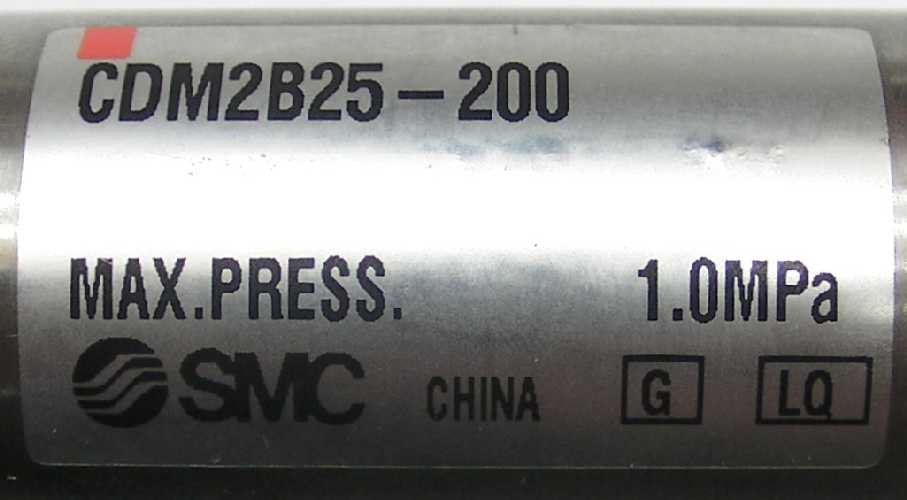 CDM2B25-200
MAX.PRESS. 1.0MPa
SMC CHINA G LQ